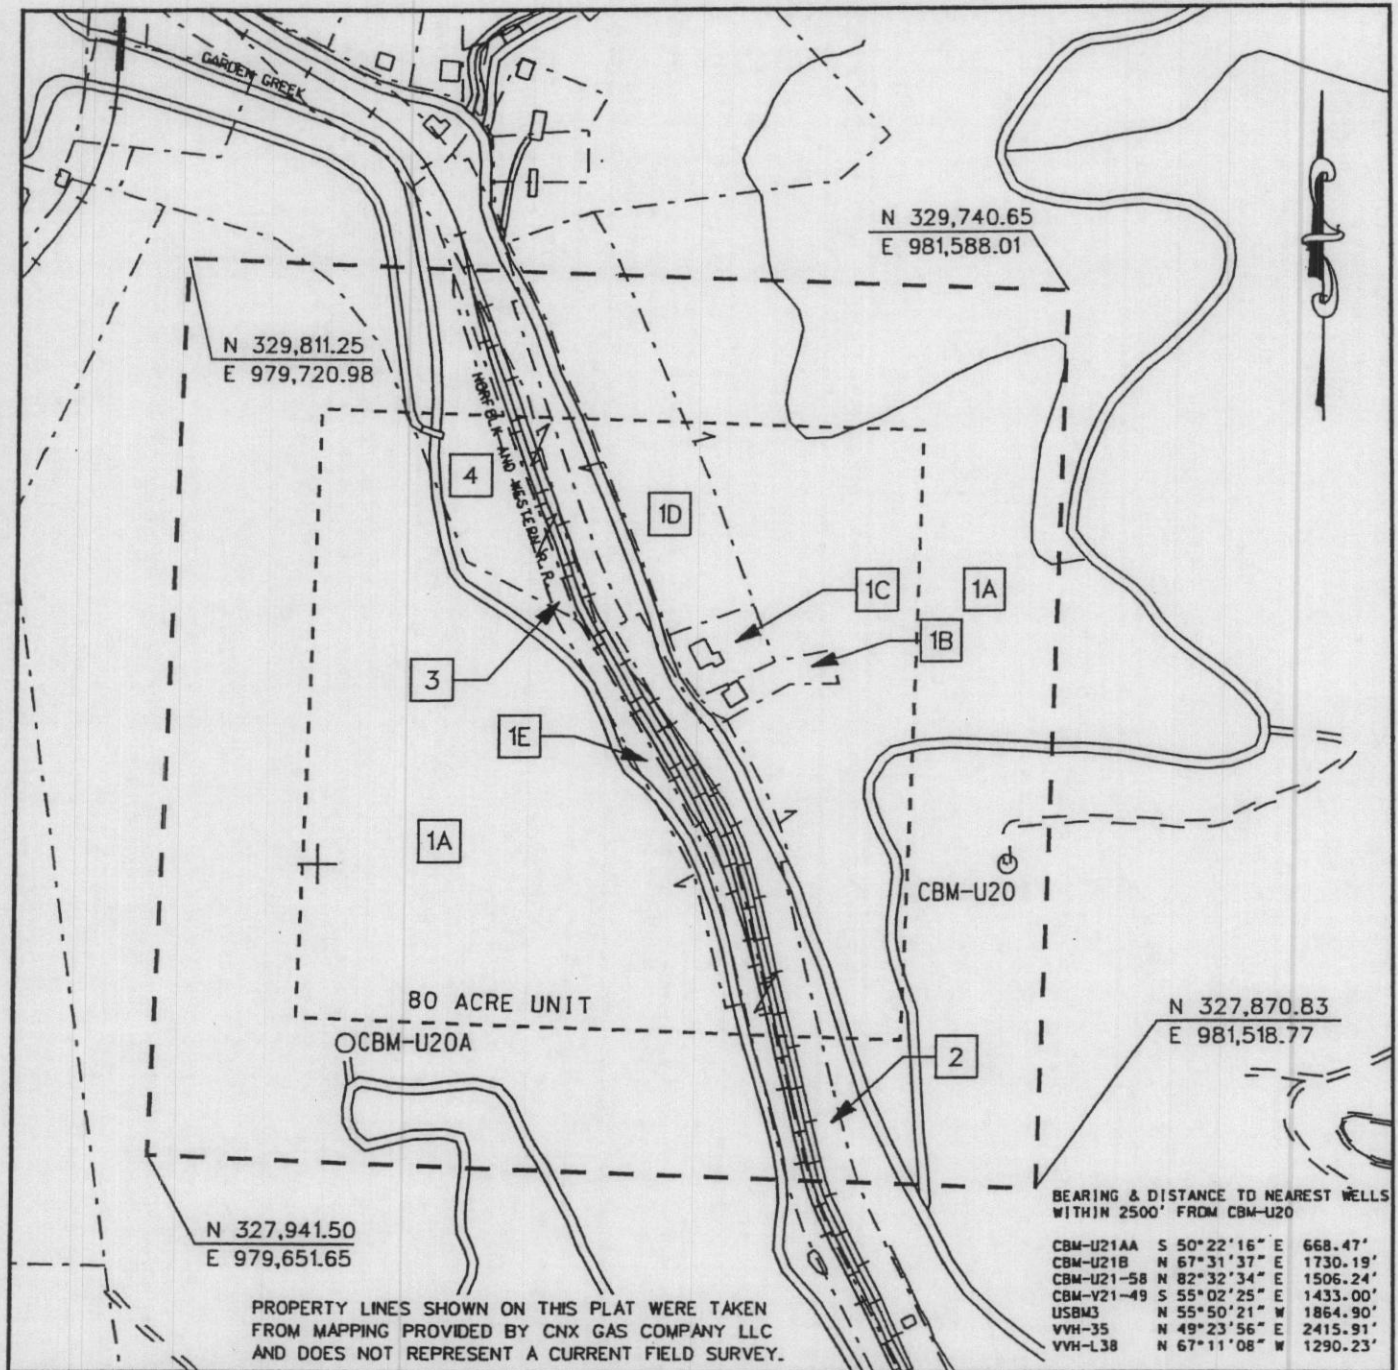 GARDEN CREEK
N 329,740.65
E 981,588.01
N 329,811.25
E 979,720.98
NORFOLK AND WESTERN R.R.
4
1D
1C
1A
1B
3
1E
1A
CBM-U20
80 ACRE UNIT
CBM-U20A
N 327,870.83
E 981,518.77
2
N 327,941.50
E 979,651.65
BEARING & DISTANCE TO NEAREST WELLS
WITHIN 2500' FROM CBM-U20
CBM-U21AA S 50°22'16" E 668.47'
CBM-U21B N 67°31'37" E 1730.19'
CBM-U21-58 N 82°32'34" E 1506.24'
CBM-V21-49 S 55°02'25" E 1433.00'
USBM3 N 55°50'21" W 1864.90'
VVH-35 N 49°23'56" E 2415.91'
VVH-L38 N 67°11'08" W 1290.23'
PROPERTY LINES SHOWN ON THIS PLAT WERE TAKEN
FROM MAPPING PROVIDED BY CNX GAS COMPANY LLC
AND DOES NOT REPRESENT A CURRENT FIELD SURVEY.